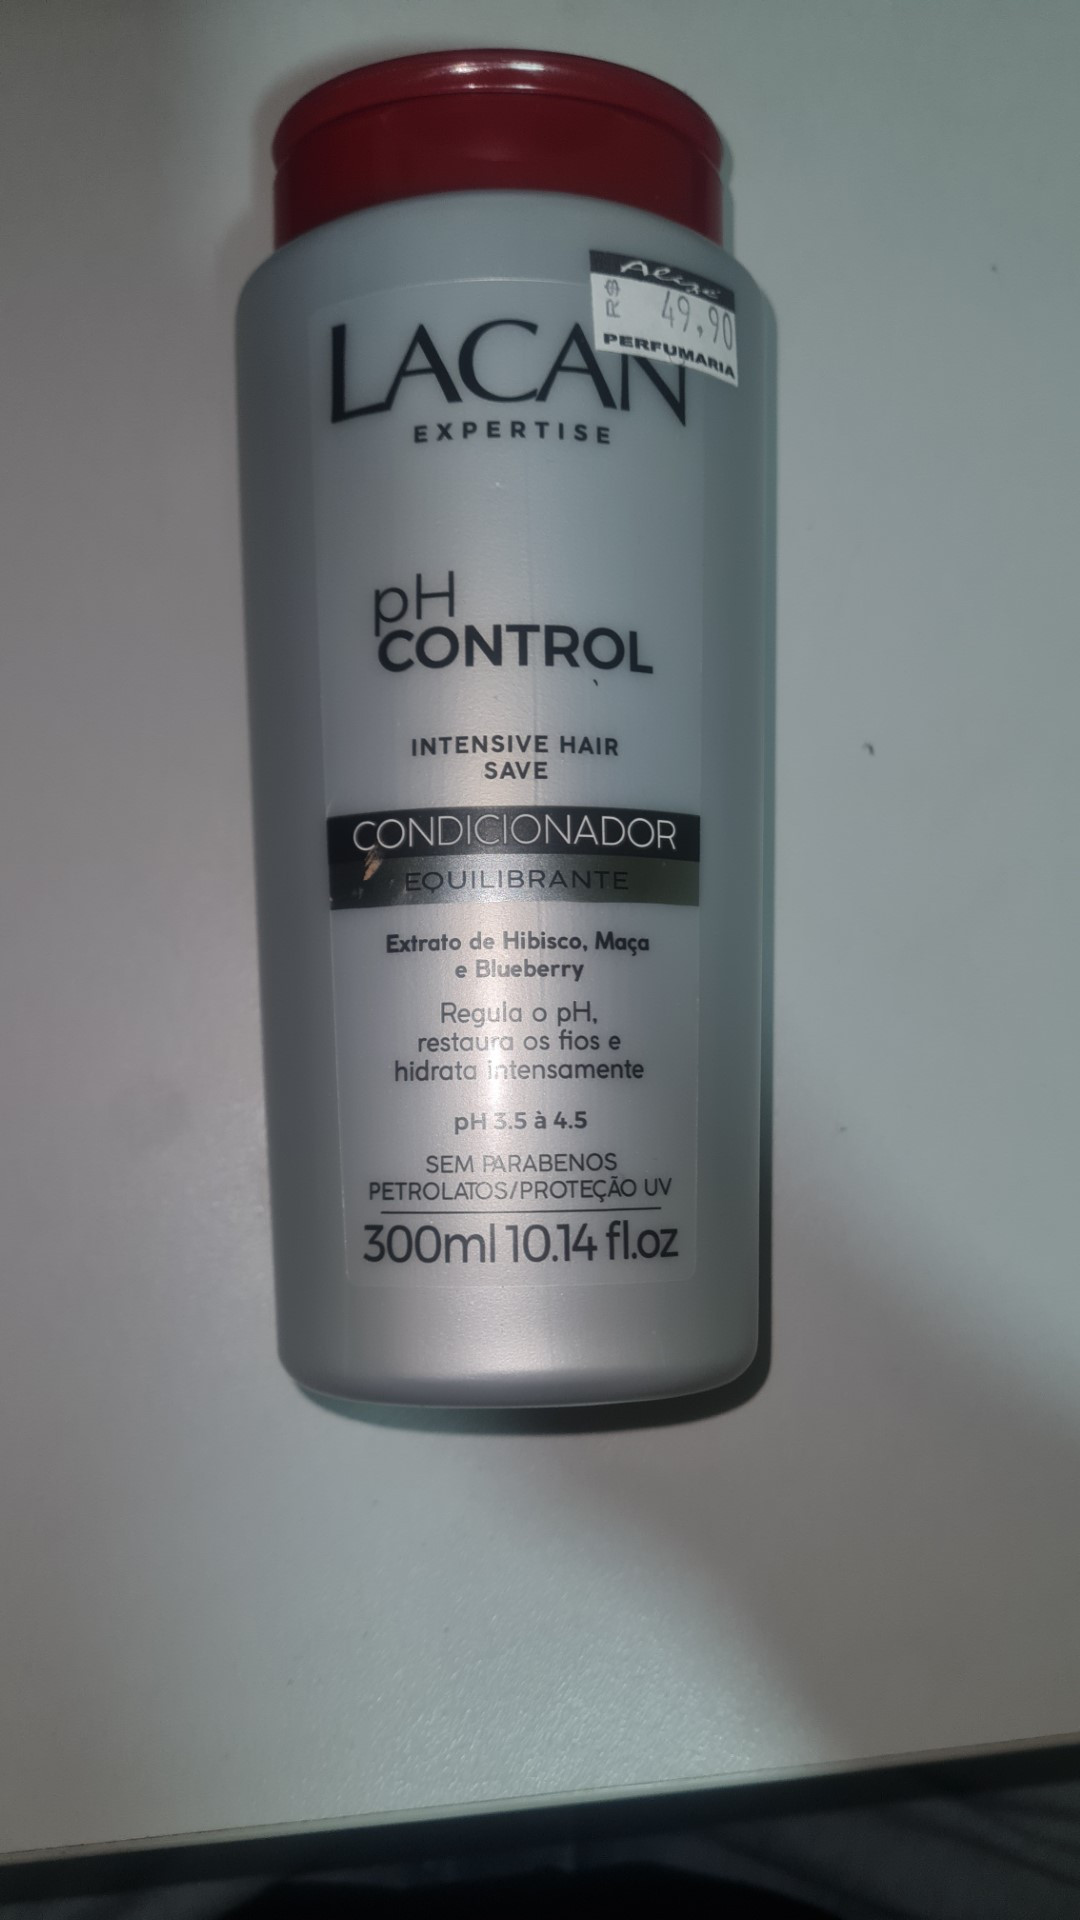 Alize
R$ 49,90
PERFUMARIA
LACAN
EXPERTISE
pH
CONTROL
INTENSIVE HAIR
SAVE
CONDICIONADOR
EQUILIBRANTE
Extrato de Hibisco, Maça
e Blueberry
Regula o pH,
restaura os fios e
hidrata intensamente
pH 3.5 à 4.5
SEM PARABENOS
PETROLATOS/PROTEÇÃO UV
300ml 10.14 fl.oz